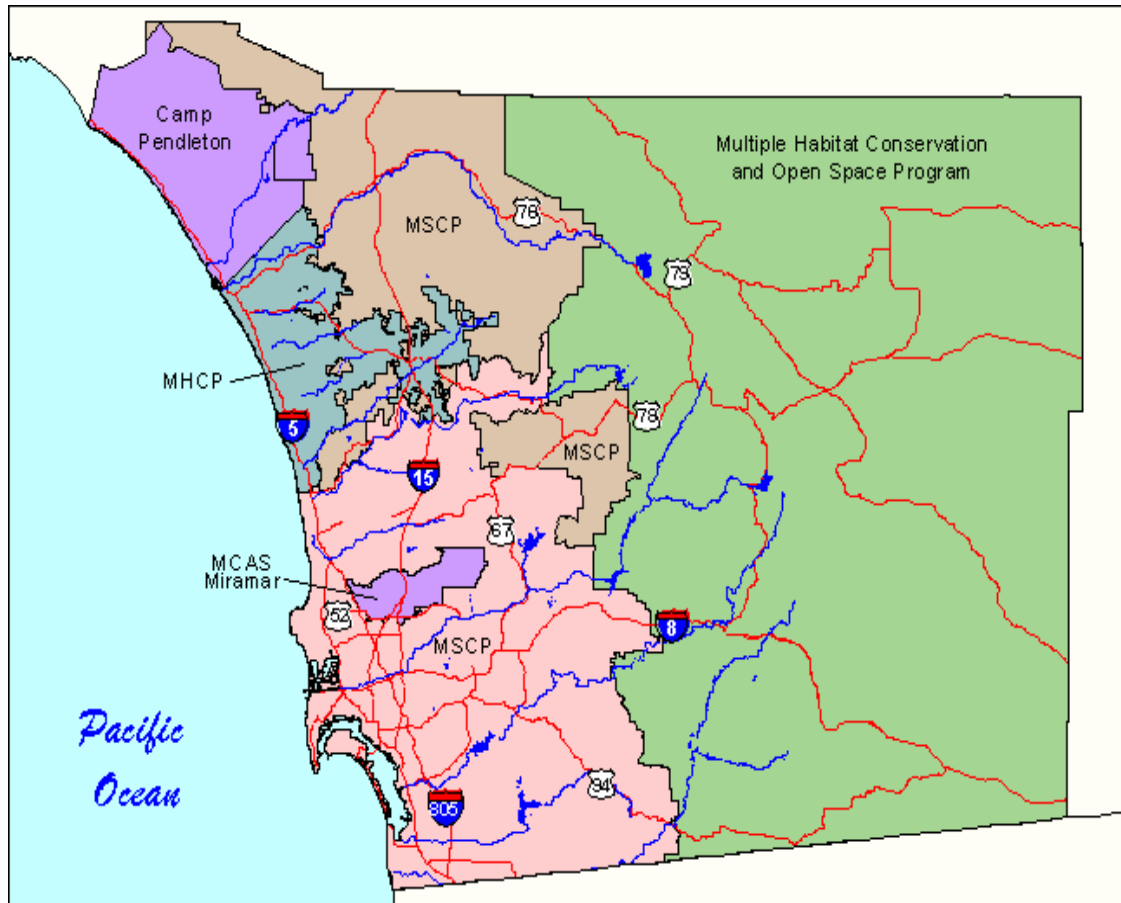 Camp
Pendleton
Multiple Habitat Conservation
and Open Space Program
MSCP
76
79
MHCP
5
78
MSCP
15
67
MCAS
Miramar
52
MSCP
8
Pacific
Ocean
94
805